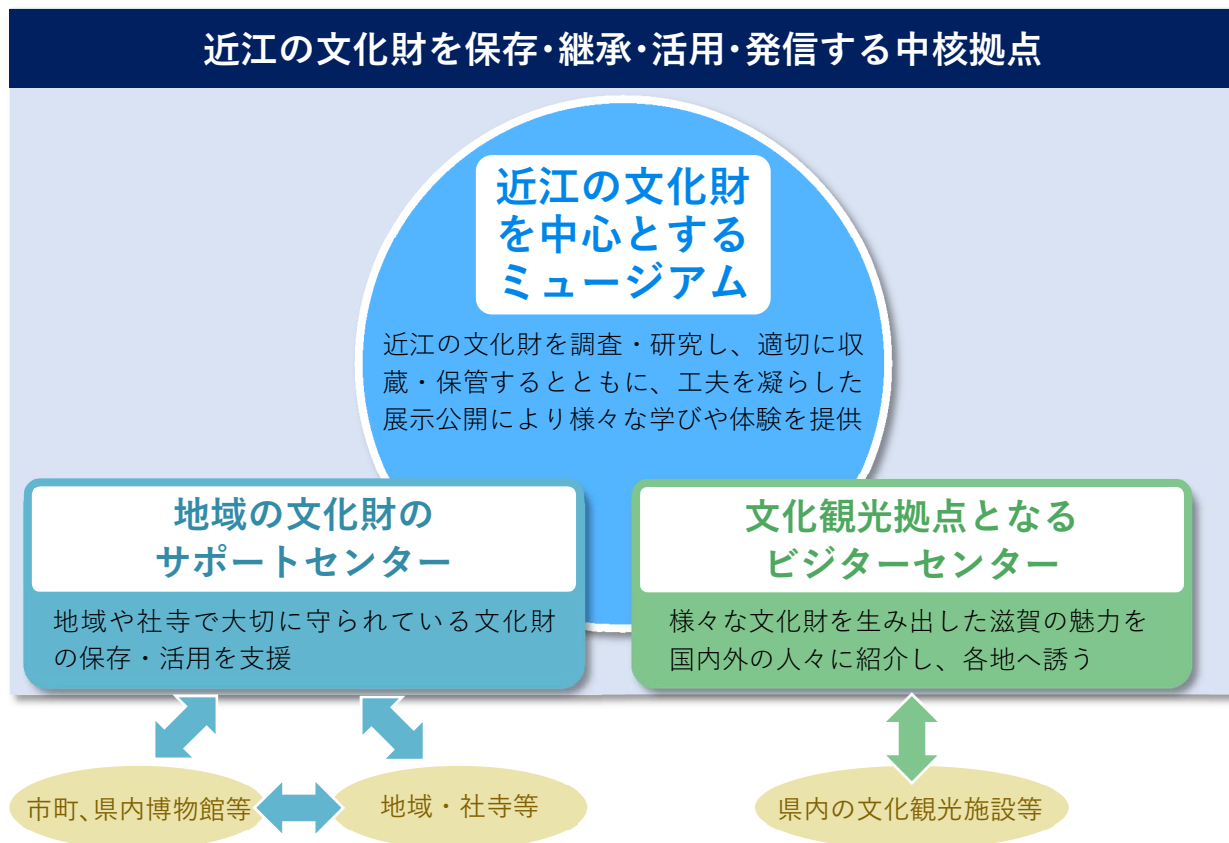 近江の文化財を保存･継承･活用･発信する中核拠点
近江の文化財
を中心とする
ミュージアム
近江の文化財を調査・研究し、適切に収
蔵・保管するとともに、工夫を凝らした
展示公開により様々な学びや体験を提供
地域の文化財の
サポートセンター
地域や社寺で大切に守られている文化財
の保存・活用を支援
文化観光拠点となる
ビジターセンター
様々な文化財を生み出した滋賀の魅力を
国内外の人々に紹介し、各地へ誘う
市町、県内博物館等
地域・社寺等
県内の文化観光施設等